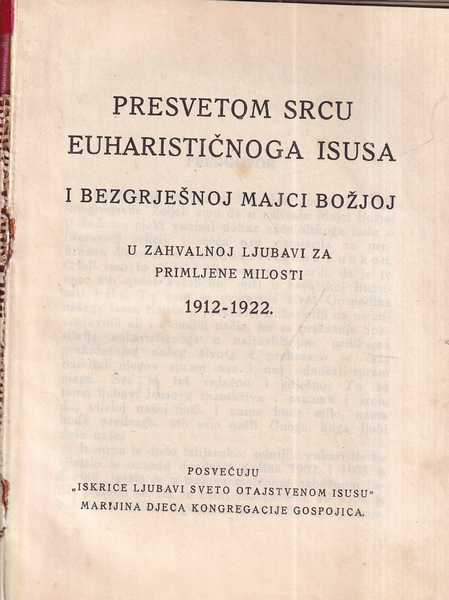 PRESVETOM SRCU
EUHARISTIČNOGA ISUSA
I BEZGRJEŠNOJ MAJCI BOŽJOJ
U ZAHVALNOJ LJUBAVI ZA
PRIMLJENE MILOSTI
1912-1922.
POSVEĆUJU
„ISKRICE LJUBAVI SVETO OTAJSTVENOM ISUSU"
MARIJINA DJECA KONGREGACIJE GOSPOJICA.